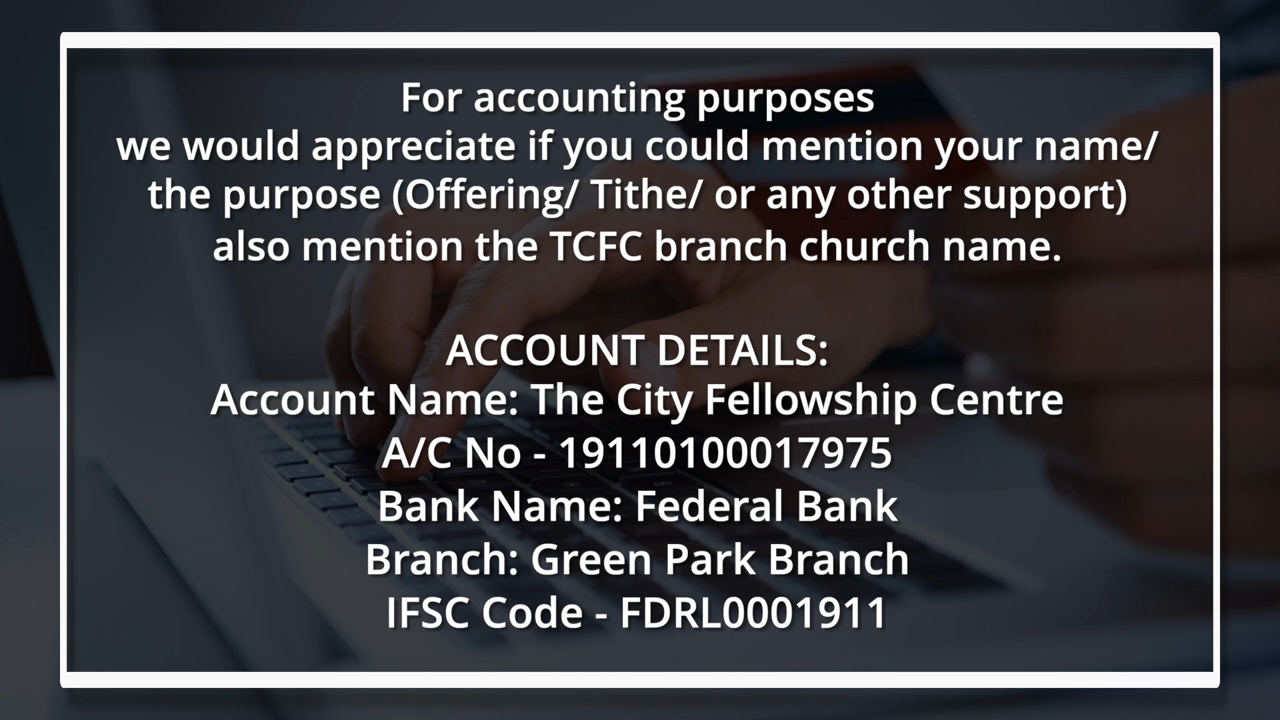 For accounting purposes
we would appreciate if you could mention your name/
the purpose (Offering/ Tithe/ or any other support)
also mention the TCFC branch church name.
ACCOUNT DETAILS:
Account Name: The City Fellowship Centre
A/C No - 19110100017975
Bank Name: Federal Bank
Branch: Green Park Branch
IFSC Code - FDRL0001911